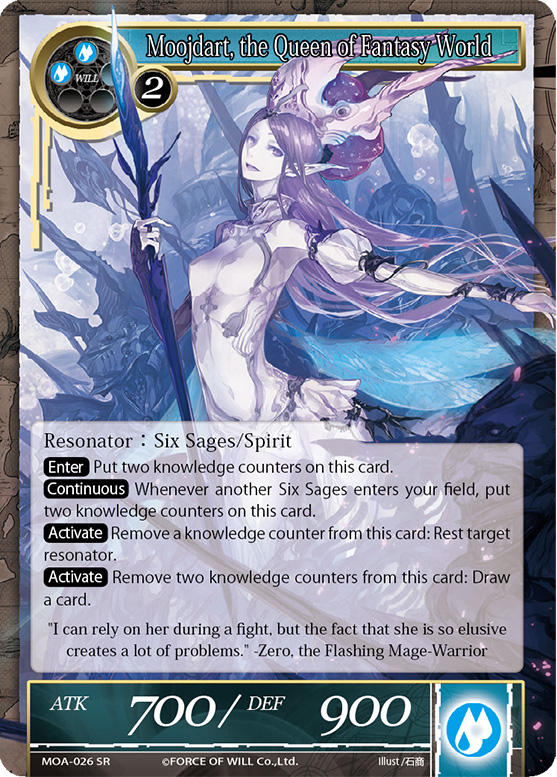 Moojdart, the Queen of Fantasy World
WILL
2
Resonator：Six Sages/Spirit
Enter Put two knowledge counters on this card.
Continuous Whenever another Six Sages enters your field, put
two knowledge counters on this card.
Activate Remove a knowledge counter from this card: Rest target
resonator.
Activate Remove two knowledge counters from this card: Draw
a card.
"I can rely on her during a fight, but the fact that she is so elusive
creates a lot of problems." -Zero, the Flashing Mage-Warrior
ATK 700/ DEF 900
MOA-026 SR ©FORCE OF WILL Co.,Ltd. Illust/石商